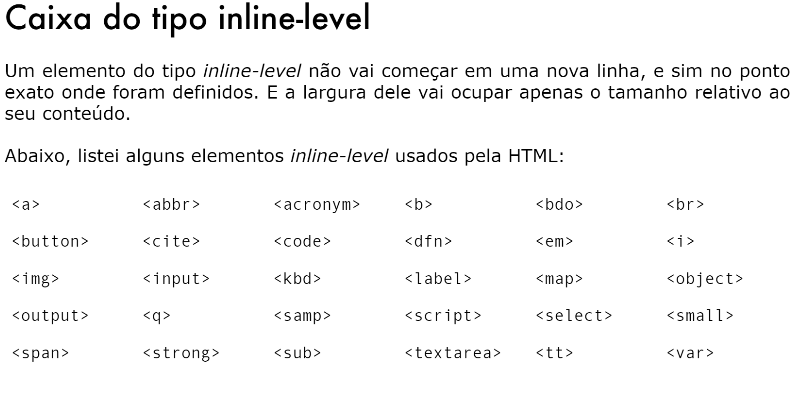 Caixa do tipo inline-level
Um elemento do tipo inline-level não vai começar em uma nova linha, e sim no ponto
exato onde foram definidos. E a largura dele vai ocupar apenas o tamanho relativo ao
seu conteúdo.
Abaixo, listei alguns elementos inline-level usados pela HTML:
<a> <abbr> <acronym> <b> <bdo> <br>
<button> <cite> <code> <dfn> <em> <i>
<img> <input> <kbd> <label> <map> <object>
<output> <q> <samp> <script> <select> <small>
<span> <strong> <sub> <textarea> <tt> <var>